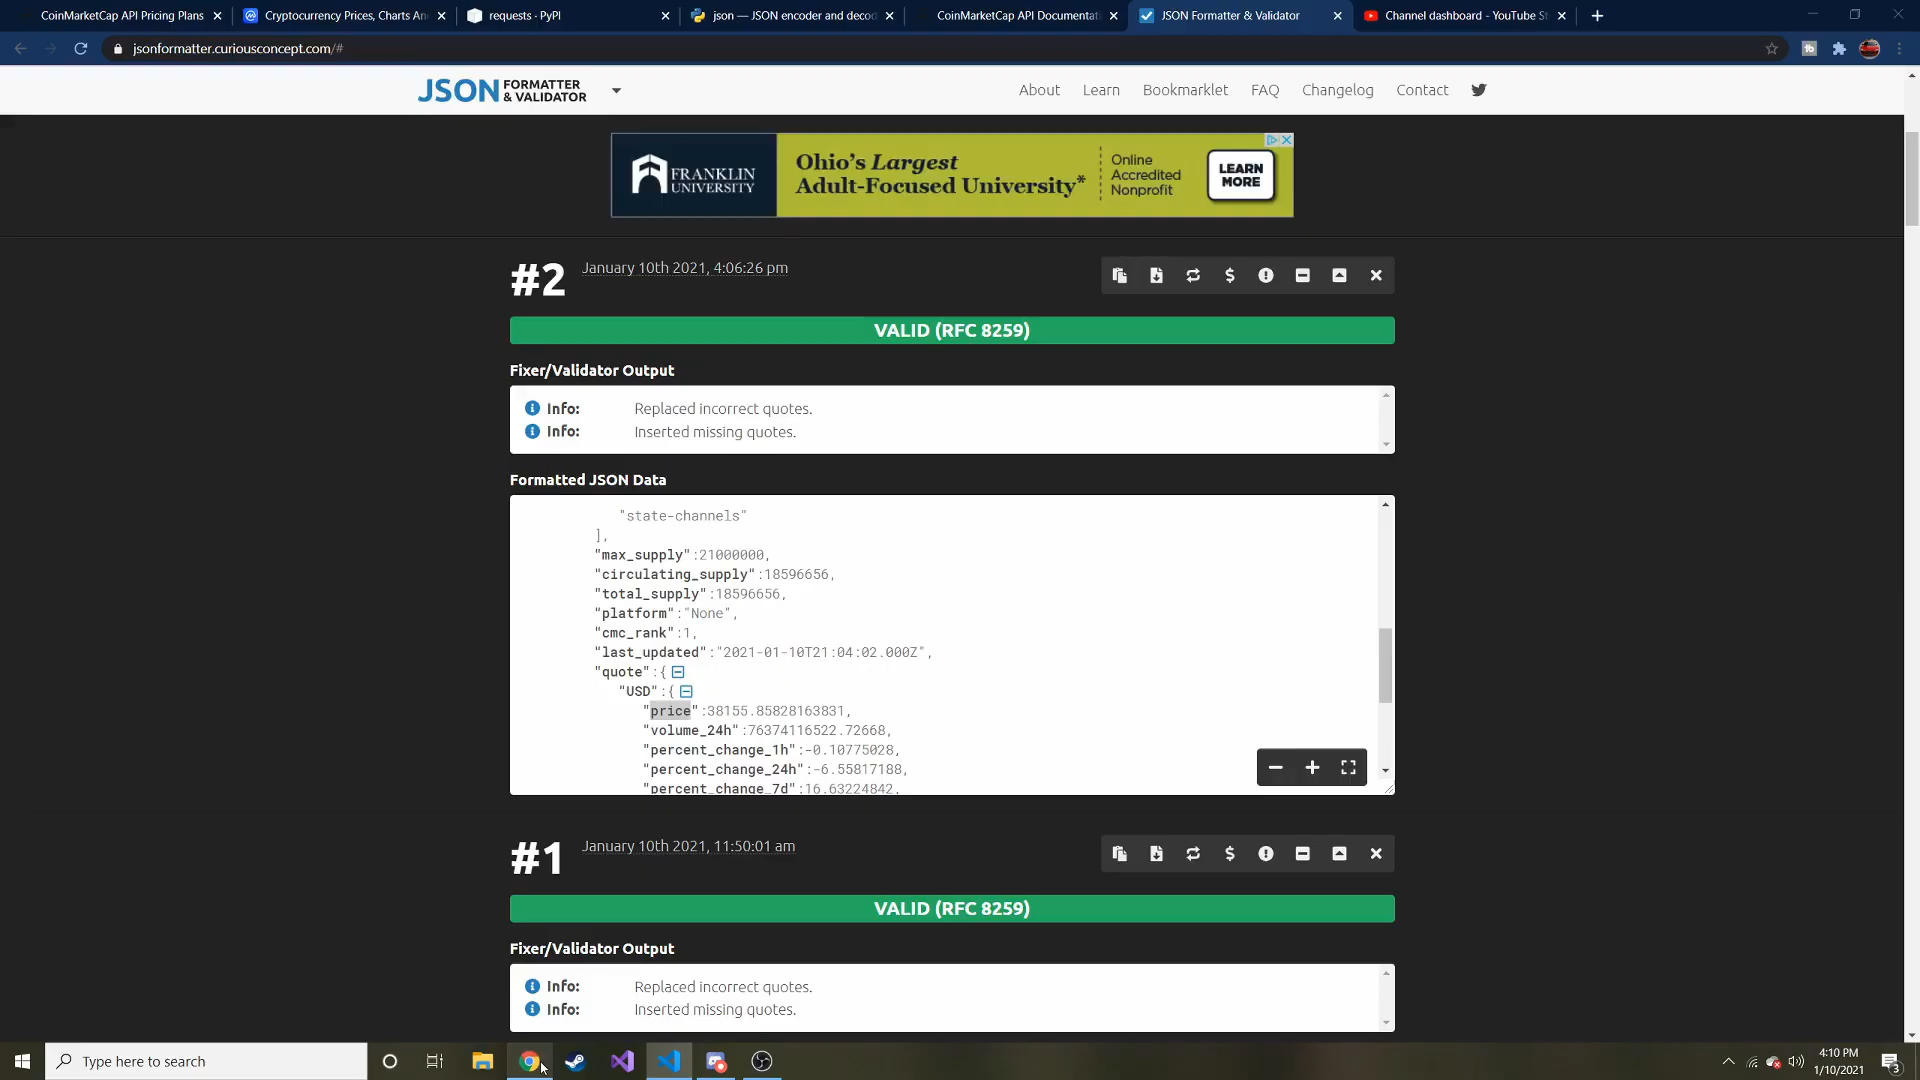 CoinMarketCap API Pricing Plans
Cryptocurrency Prices, Charts An
requests · PyPI
json — JSON encoder and decod
CoinMarketCap API Documentati
JSON Formatter & Validator
Channel dashboard - YouTube St
jsonformatter.curiousconcept.com/#
JSON FORMATTER & VALIDATOR
About
Learn
Bookmarklet
FAQ
Changelog
Contact
FRANKLIN UNIVERSITY
Ohio's Largest
Adult-Focused University*
Online
Accredited
Nonprofit
LEARN
MORE
#2
January 10th 2021, 4:06:26 pm
VALID (RFC 8259)
Fixer/Validator Output
Info: Replaced incorrect quotes.
Info: Inserted missing quotes.
Formatted JSON Data
"state-channels"
],
"max_supply":21000000,
"circulating_supply":18596656,
"total_supply":18596656,
"platform":"None",
"cmc_rank":1,
"last_updated":"2021-01-10T21:04:02.000Z",
"quote":{
"USD":{
"price":38155.85828163831,
"volume_24h":76374116522.72668,
"percent_change_1h":-0.10775028,
"percent_change_24h":-6.55817188,
"percent_change_7d":16.63224842,
#1
January 10th 2021, 11:50:01 am
VALID (RFC 8259)
Fixer/Validator Output
Info: Replaced incorrect quotes.
Info: Inserted missing quotes.
Type here to search
4:10 PM
1/10/2021
3